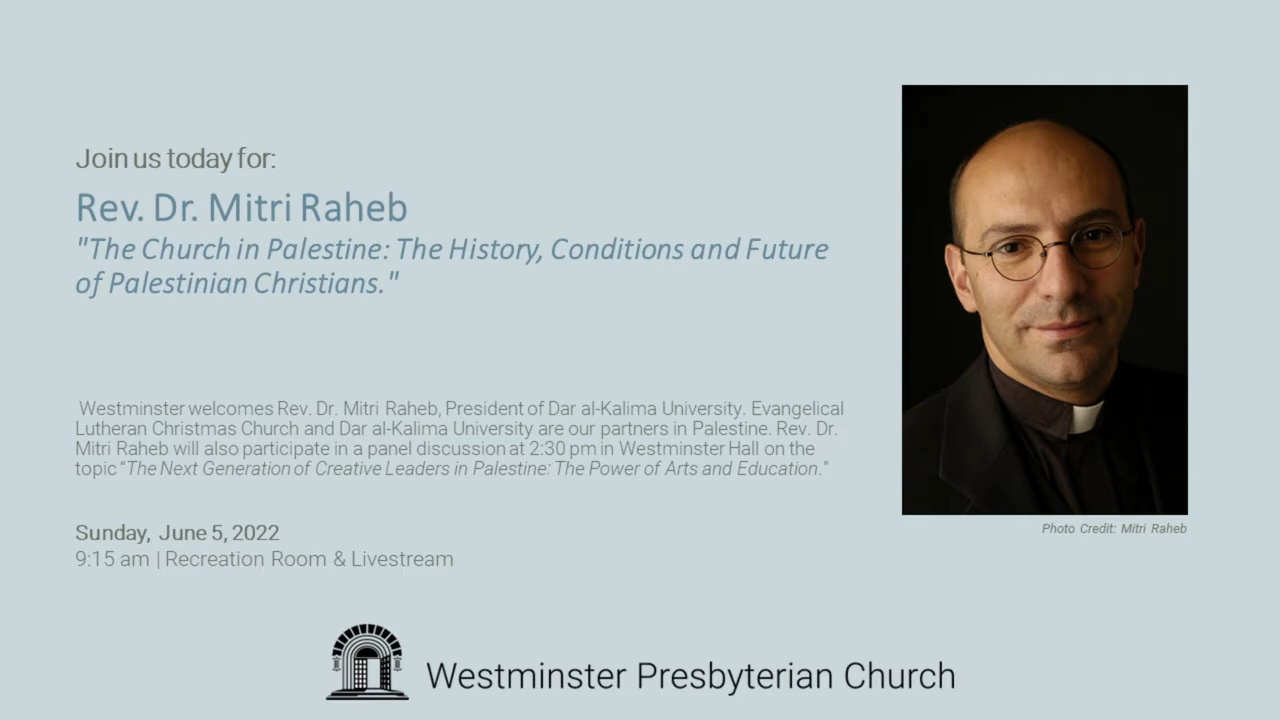 Join us today for:
Rev. Dr. Mitri Raheb
"The Church in Palestine: The History, Conditions and Future
of Palestinian Christians."
Westminster welcomes Rev. Dr. Mitri Raheb, President of Dar al-Kalima University. Evangelical
Lutheran Christmas Church and Dar al-Kalima University are our partners in Palestine. Rev. Dr.
Mitri Raheb will also participate in a panel discussion at 2:30 pm in Westminster Hall on the
topic “The Next Generation of Creative Leaders in Palestine: The Power of Arts and Education."
Sunday, June 5, 2022
9:15 am | Recreation Room & Livestream
Photo Credit: Mitri Raheb
Westminster Presbyterian Church